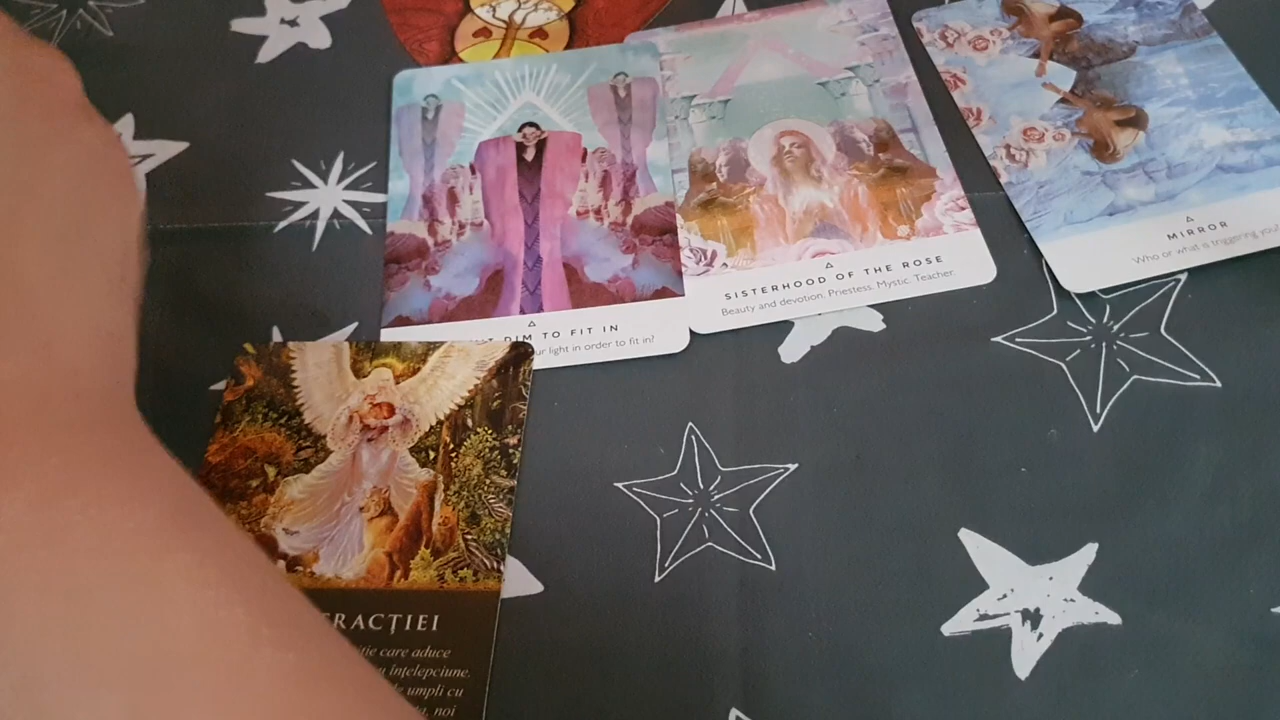 DIM TO FIT IN
ur light in order to fit in?
SISTERHOOD OF THE ROSE
Beauty and devotion. Priestess. Mystic. Teacher.
MIRROR
Who or what is triggering you?
RACȚIEI
ție care aduce
înțelepciune.
umpli cu
noi